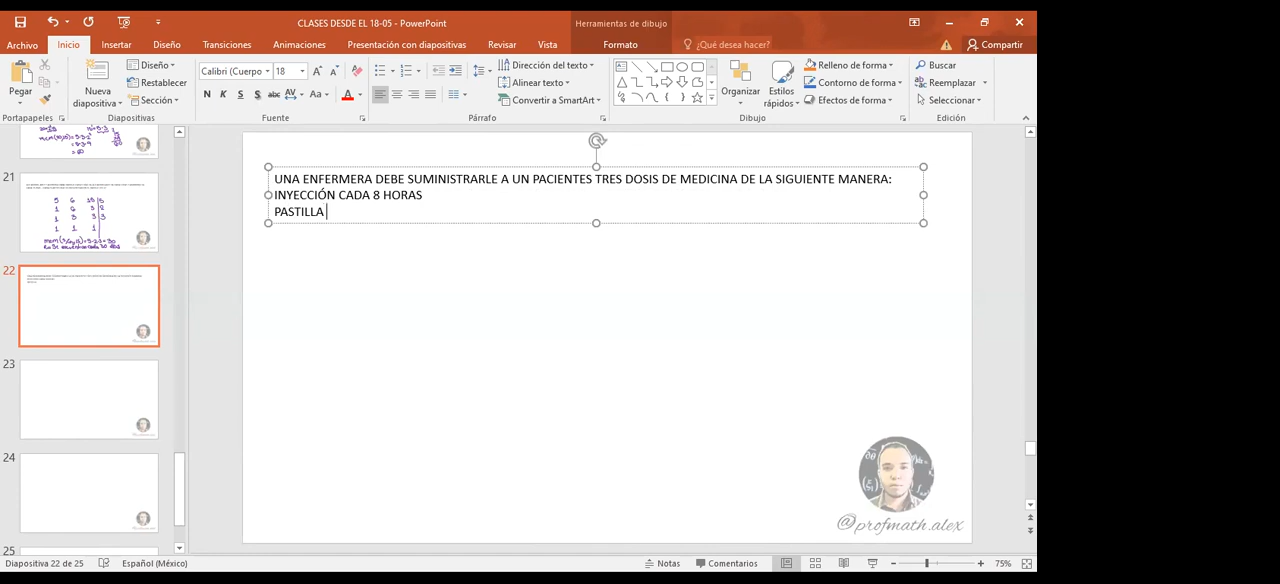 CLASES DESDE EL 18-05 - PowerPoint
Herramientas de dibujo
Archivo
Inicio
Insertar
Diseño
Transiciones
Animaciones
Presentación con diapositivas
Revisar
Vista
Formato
¿Qué desea hacer?
Compartir
Pegar
Nueva
diapositiva
Diseño
Restablecer
Sección
Calibri (Cuerpo
18
N K S S abc AV Aa A
Dirección del texto
Alinear texto
Convertir a SmartArt
Organizar
Estilos
rápidos
Relleno de forma
Contorno de forma
Efectos de forma
Buscar
Reemplazar
Seleccionar
Portapapeles
Diapositivas
Fuente
Párrafo
Dibujo
Edición
21
22
23
24
25
UNA ENFERMERA DEBE SUMINISTRARLE A UN PACIENTES TRES DOSIS DE MEDICINA DE LA SIGUIENTE MANERA:
INYECCIÓN CADA 8 HORAS
PASTILLA
@profmath.alex
Diapositiva 22 de 25
Español (México)
Notas
Comentarios
75%